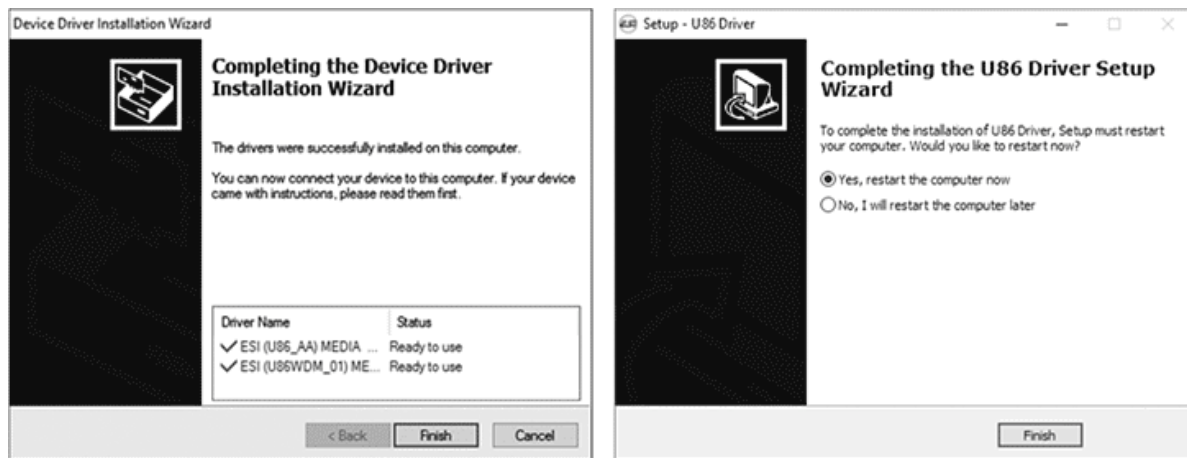 Device Driver Installation Wizard
Completing the Device Driver
Installation Wizard
The drivers were successfully installed on this computer.
You can now connect your device to this computer. If your device
came with instructions, please read them first.
Driver Name Status
ESI (U86_AA) MEDIA ... Ready to use
ESI (U86WDM_01) ME... Ready to use
< Back Finish Cancel
Setup - U86 Driver
Completing the U86 Driver Setup
Wizard
To complete the installation of U86 Driver, Setup must restart
your computer. Would you like to restart now?
Yes, restart the computer now
No, I will restart the computer later
Finish